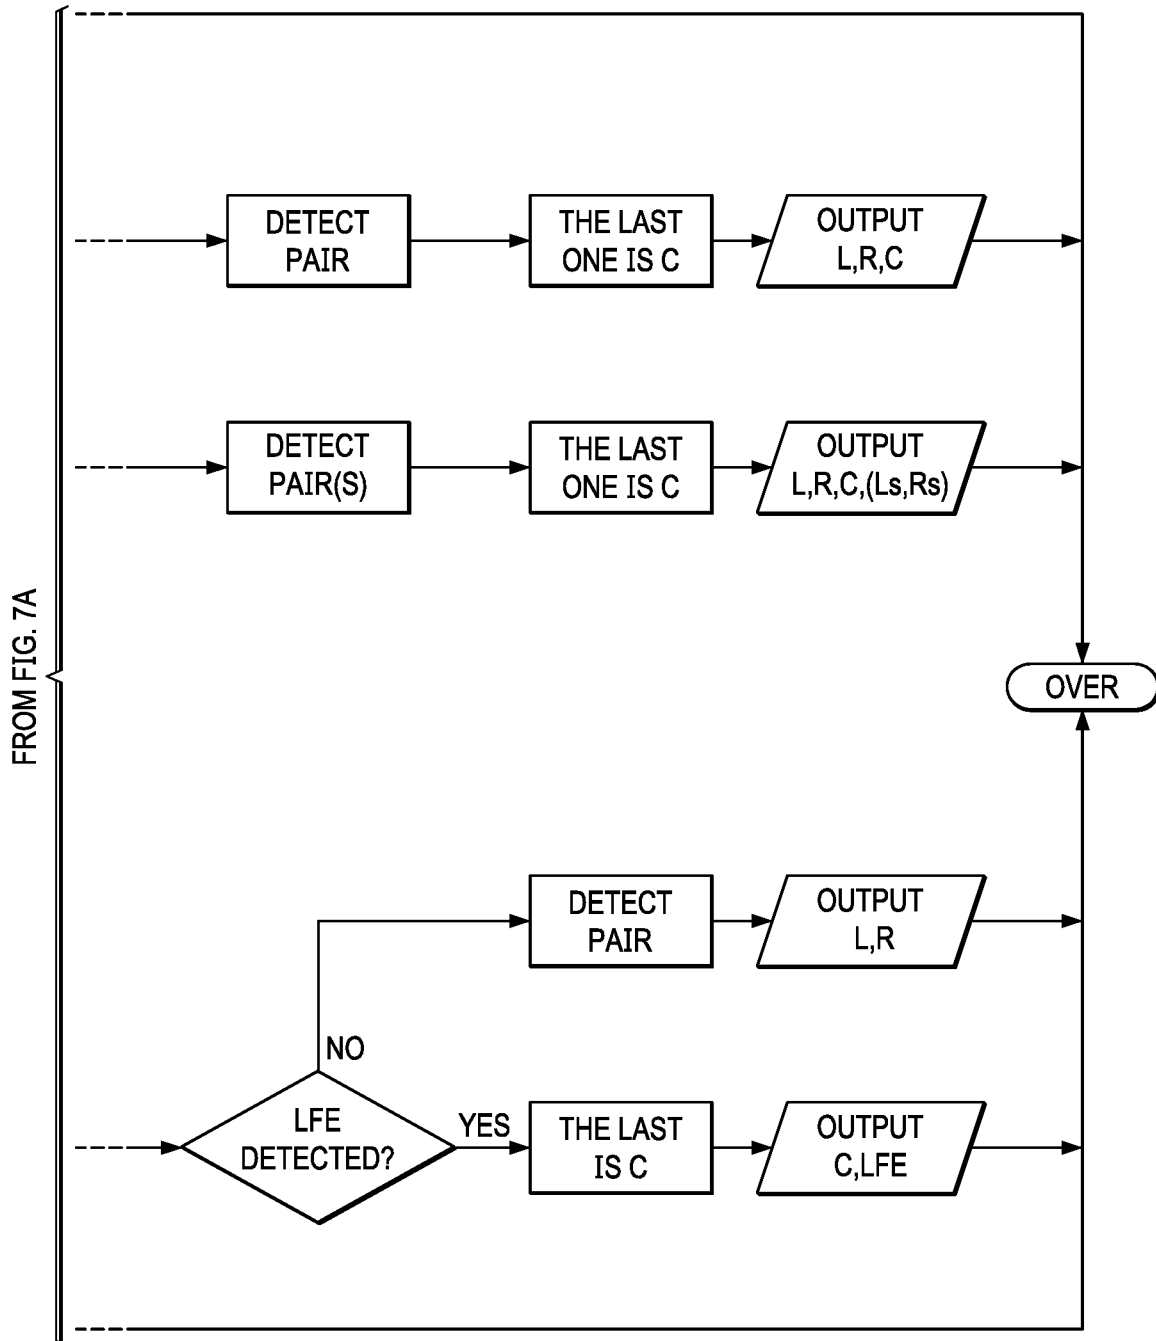 FROM FIG. 7A
DETECT
PAIR
THE LAST
ONE IS C
OUTPUT
L,R,C
DETECT
PAIR(S)
THE LAST
ONE IS C
OUTPUT
L,R,C,(Ls,Rs)
OVER
DETECT
PAIR
OUTPUT
L,R
NO
LFE
DETECTED?
YES
THE LAST
IS C
OUTPUT
C,LFE